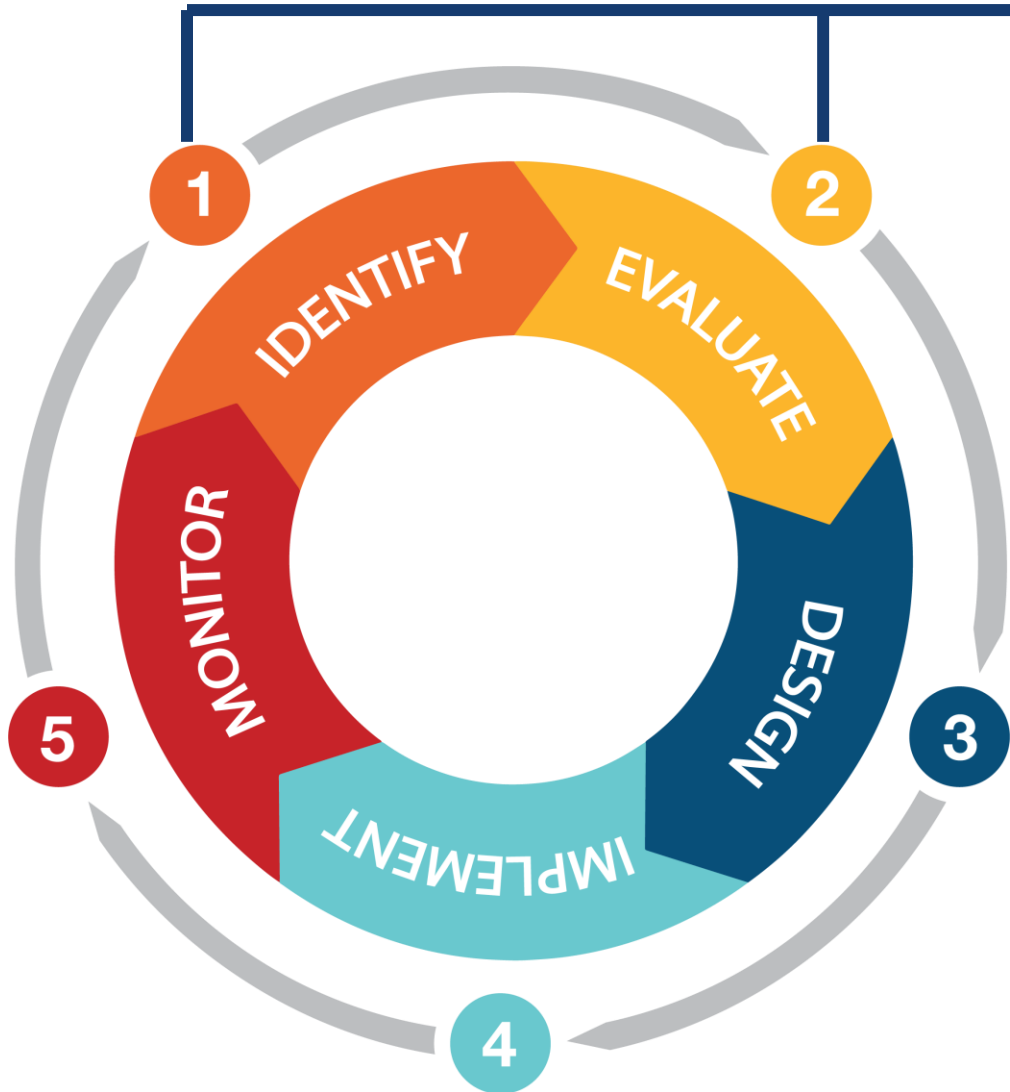 1
IDENTIFY
2
EVALUATE
3
DESIGN
4
IMPLEMENT
5
MONITOR